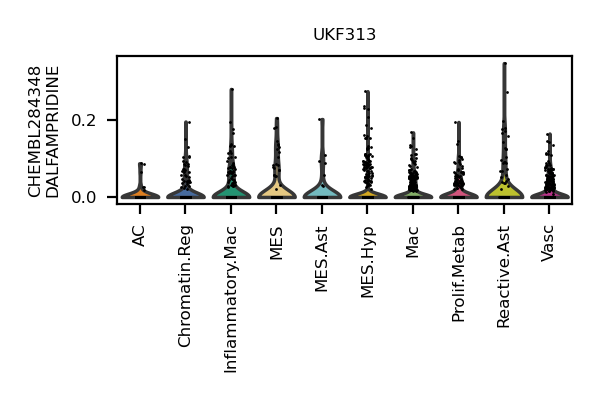 UKF313
CHEMBL284348
DALFAMPRIDINE
0.2
0.0
AC
Chromatin.Reg
Inflammatory.Mac
MES
MES.Ast
MES.Hyp
Mac
Prolif.Metab
Reactive.Ast
Vasc